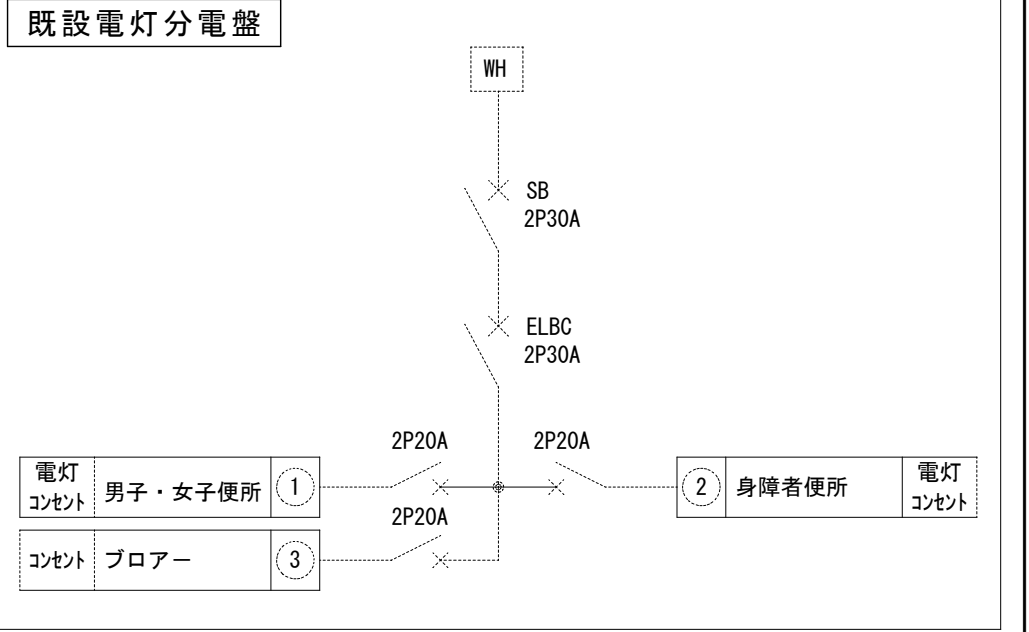 既設電灯分電盤
WH
SB
2P30A
ELBC
2P30A
2P20A
2P20A
電灯
コンセント
男子・女子便所
1
2
身障者便所
電灯
コンセント
2P20A
コンセント
ブロアー
3